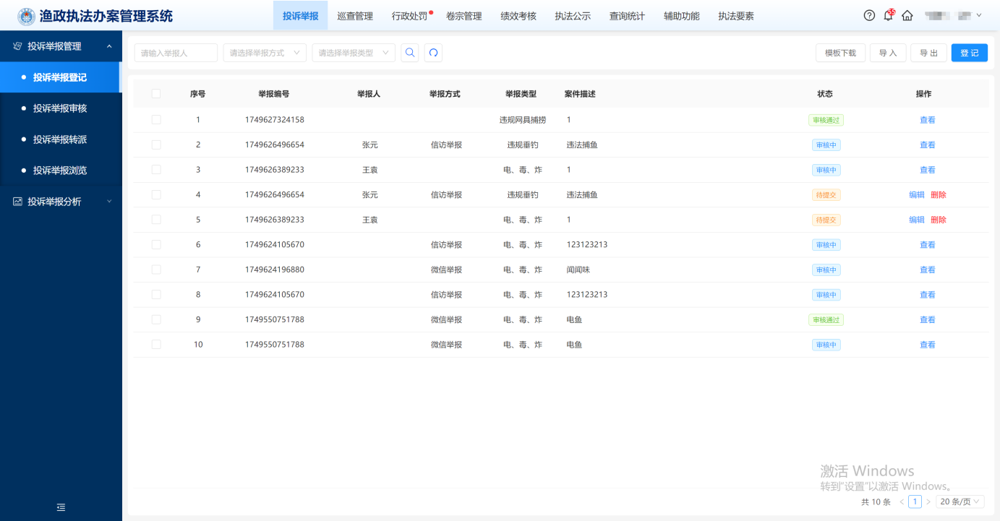 渔政执法办案管理系统 投诉举报 巡查管理 行政处罚 卷宗管理 绩效考核 执法公示 查询统计 辅助功能 执法要素 55
投诉举报管理
投诉举报登记
投诉举报审核
投诉举报转派
投诉举报浏览
投诉举报分析
请输入举报人 请选择举报方式 请选择举报类型 模板下载 导 入 导 出 登 记
序号 举报编号 举报人 举报方式 举报类型 案件描述 状态 操作
1 1749627324158 违规网具捕捞 1 审核通过 查看
2 1749626496654 张元 信访举报 违规垂钓 违法捕鱼 审核中 查看
3 1749626389233 王袁 电、毒、炸 1 审核中 查看
4 1749626496654 张元 信访举报 违规垂钓 违法捕鱼 待提交 编辑 删除
5 1749626389233 王袁 电、毒、炸 1 待提交 编辑 删除
6 1749624105670 信访举报 电、毒、炸 123123213 审核中 查看
7 1749624196880 微信举报 电、毒、炸 闻闻味 审核中 查看
8 1749624105670 信访举报 电、毒、炸 123123213 审核中 查看
9 1749550751788 微信举报 电、毒、炸 电鱼 审核通过 查看
10 1749550751788 微信举报 电、毒、炸 电鱼 审核中 查看
激活 Windows
转到"设置"以激活 Windows。
共 10 条 < 1 > 20 条/页